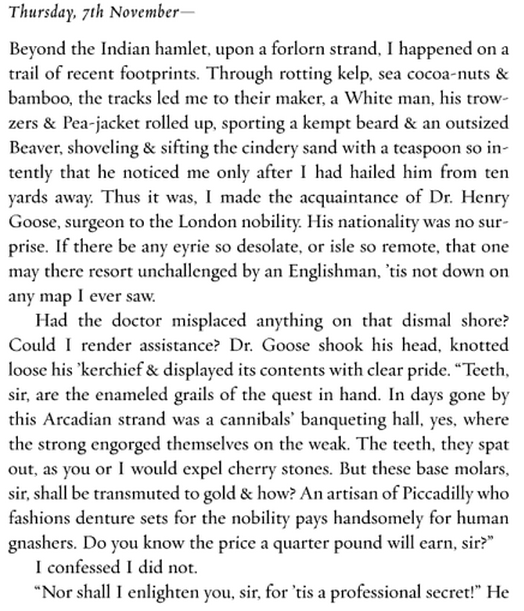 Thursday, 7th November—
Beyond the Indian hamlet, upon a forlorn strand, I happened on a
trail of recent footprints. Through rotting kelp, sea cocoa-nuts &
bamboo, the tracks led me to their maker, a White man, his trow-
zers & Pea-jacket rolled up, sporting a kempt beard & an outsized
Beaver, shoveling & sifting the cindery sand with a teaspoon so in-
tently that he noticed me only after I had hailed him from ten
yards away. Thus it was, I made the acquaintance of Dr. Henry
Goose, surgeon to the London nobility. His nationality was no sur-
prise. If there be any eyrie so desolate, or isle so remote, that one
may there resort unchallenged by an Englishman, ’tis not down on
any map I ever saw.
Had the doctor misplaced anything on that dismal shore?
Could I render assistance? Dr. Goose shook his head, knotted
loose his ’kerchief & displayed its contents with clear pride. “Teeth,
sir, are the enameled grails of the quest in hand. In days gone by
this Arcadian strand was a cannibals’ banqueting hall, yes, where
the strong engorged themselves on the weak. The teeth, they spat
out, as you or I would expel cherry stones. But these base molars,
sir, shall be transmuted to gold & how? An artisan of Piccadilly who
fashions denture sets for the nobility pays handsomely for human
gnashers. Do you know the price a quarter pound will earn, sir?”
I confessed I did not.
“Nor shall I enlighten you, sir, for ’tis a professional secret!” He